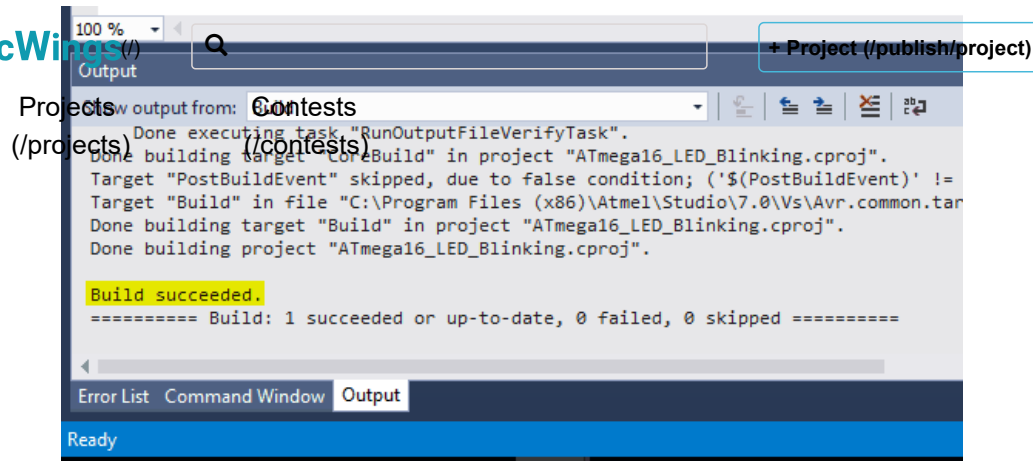 100 %
cWings(/)
+ Project (/publish/project)
Output
Projects
(/projects)
Contests
(/contests)
Show output from: Build
Done executing task "RunOutputFileVerifyTask".
Done building target "CoreBuild" in project "ATmega16_LED_Blinking.cproj".
Target "PostBuildEvent" skipped, due to false condition; ('$(PostBuildEvent)' !=
Target "Build" in file "C:\Program Files (x86)\Atmel\Studio\7.0\Vs\Avr.common.tar
Done building target "Build" in project "ATmega16_LED_Blinking.cproj".
Done building project "ATmega16_LED_Blinking.cproj".
Build succeeded.
========== Build: 1 succeeded or up-to-date, 0 failed, 0 skipped ==========
Error List Command Window Output
Ready